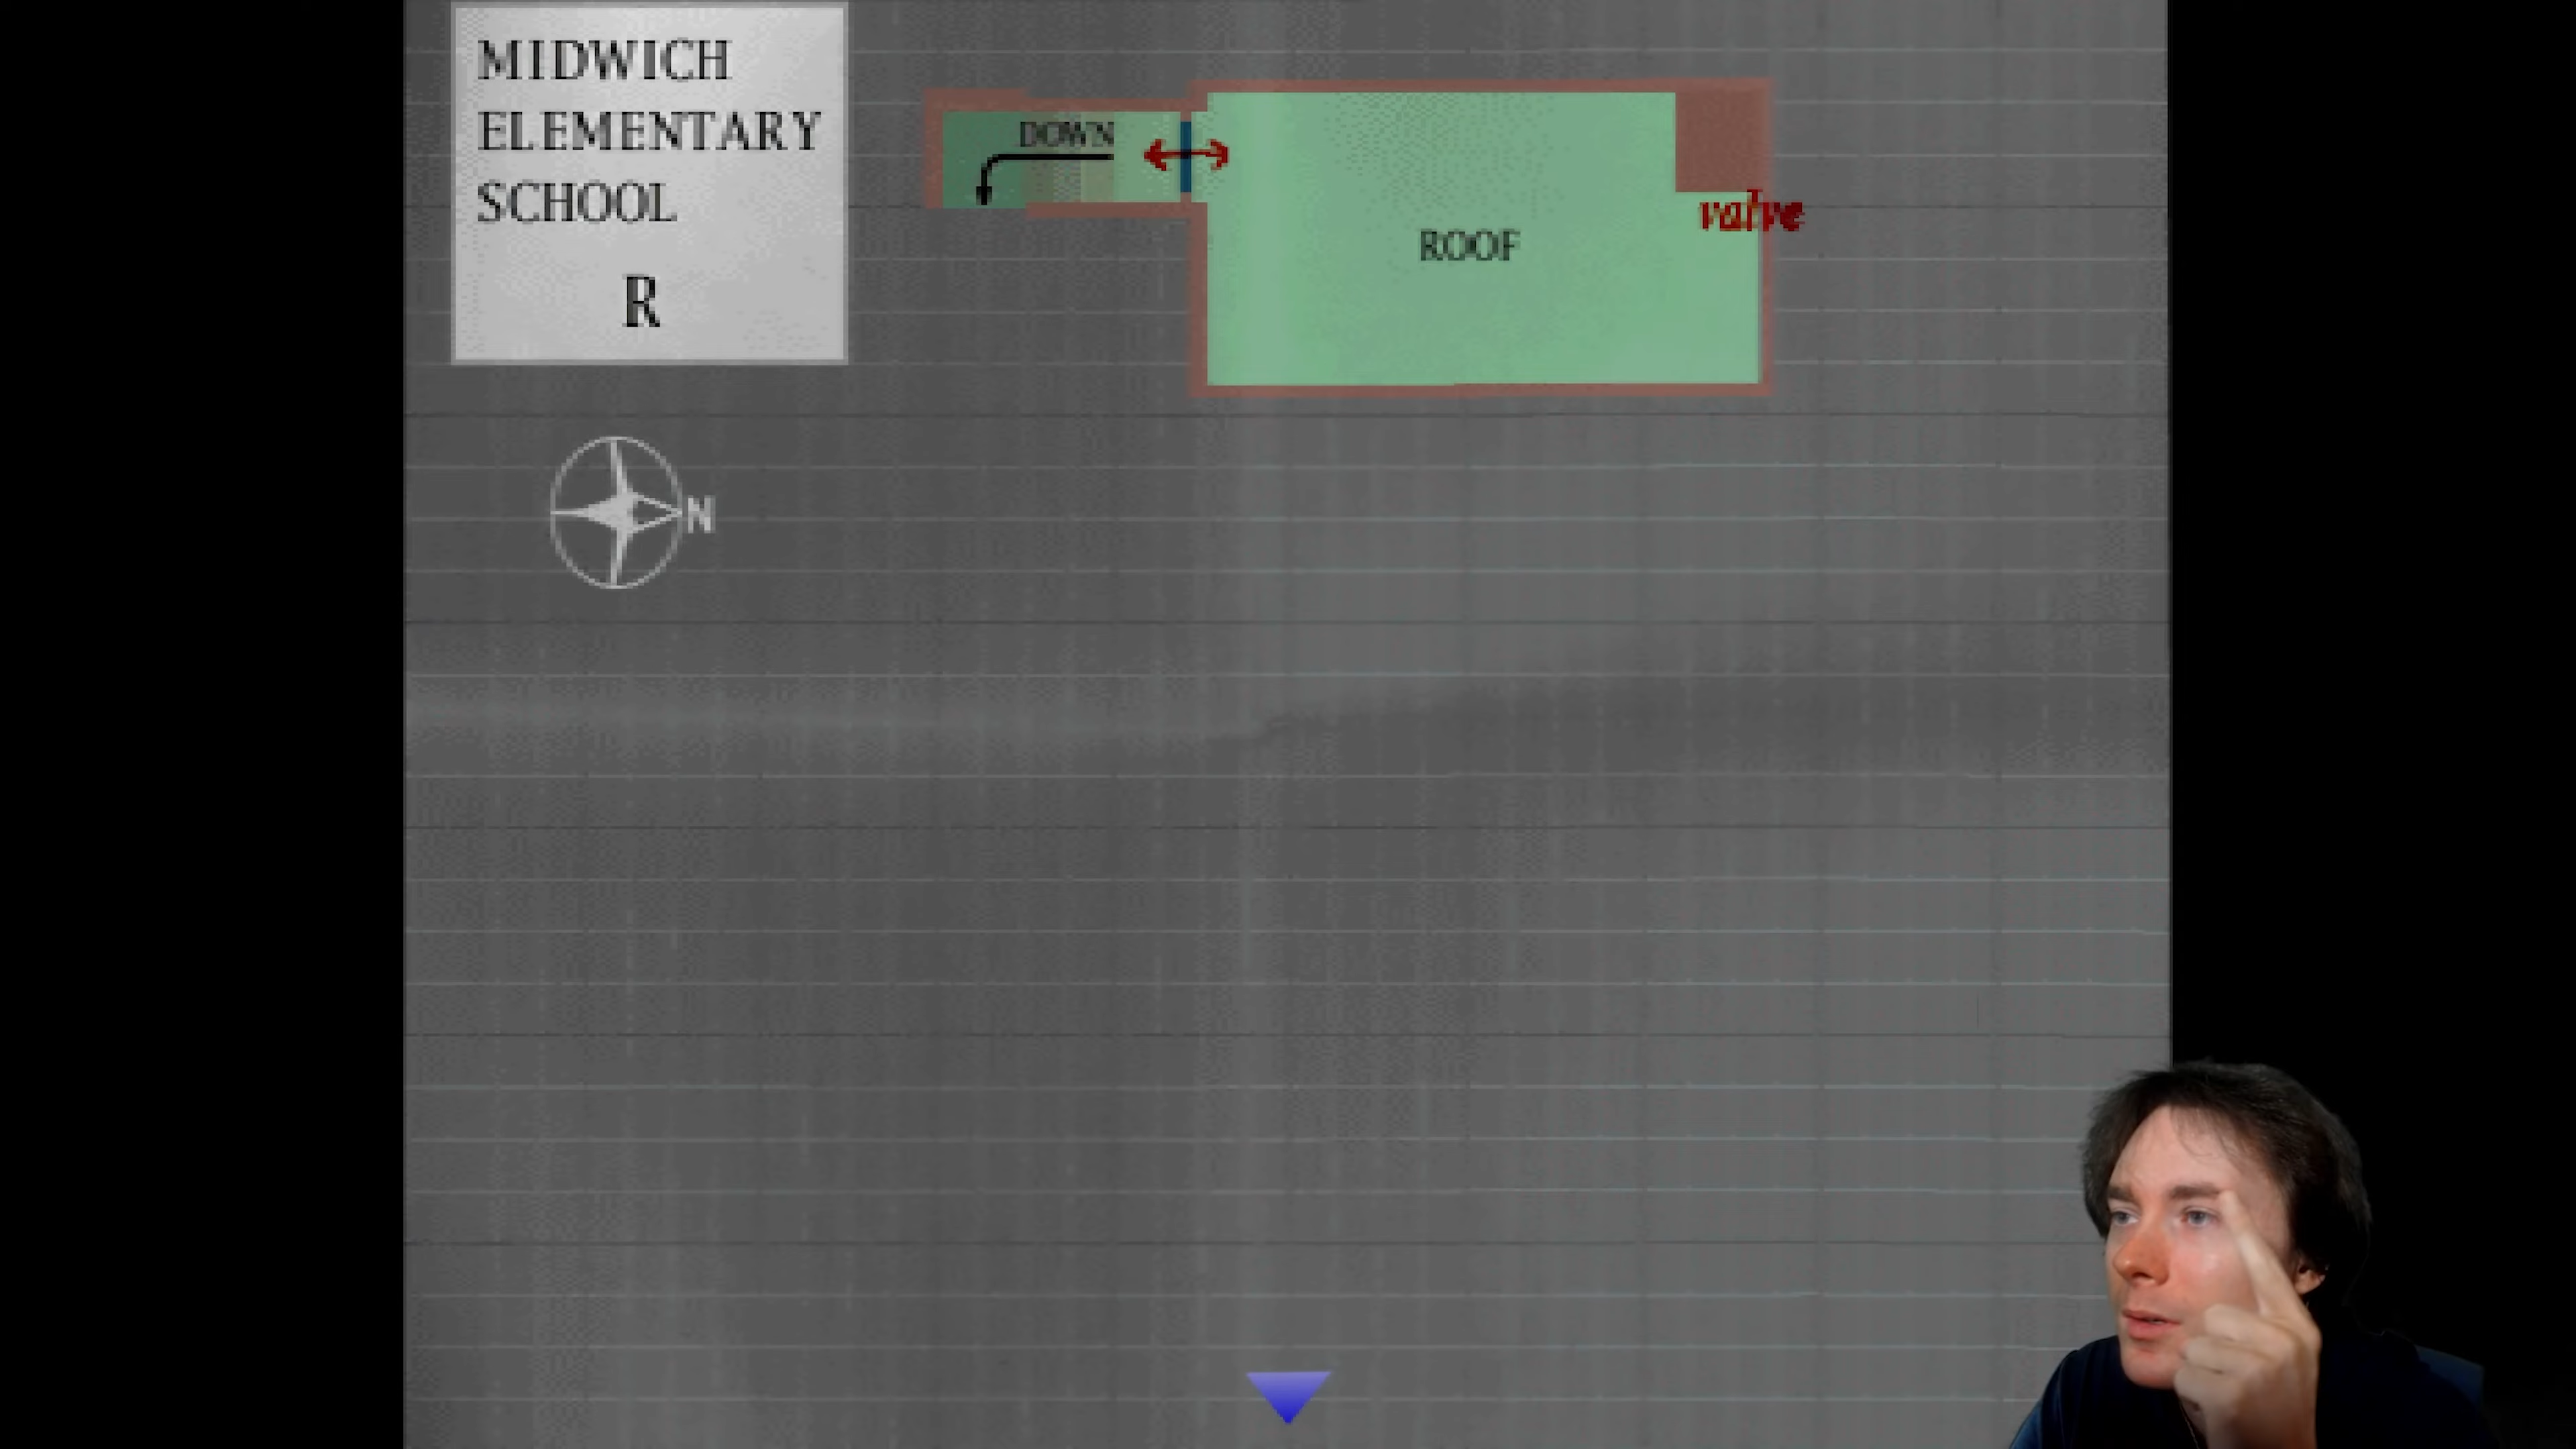 MIDWICH
ELEMENTARY
SCHOOL
R
DOWN
valve
ROOF
N